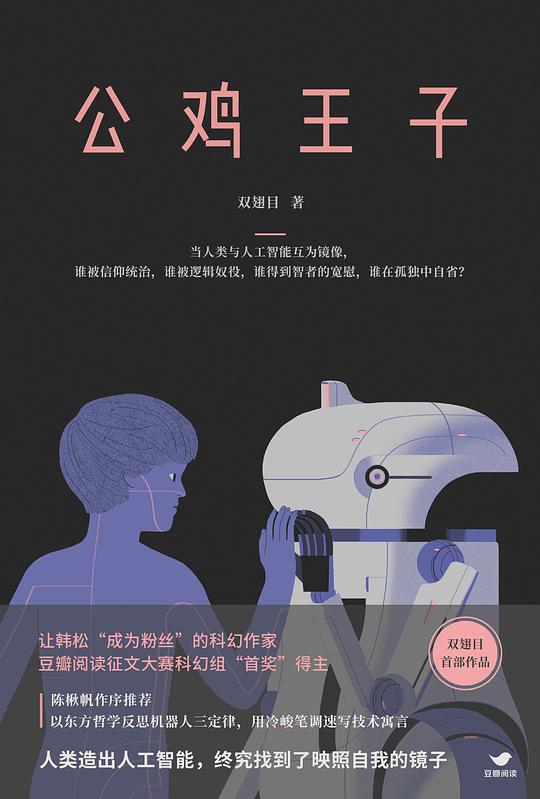 公鸡王子
双翅目 著
当人类与人工智能互为镜像，
谁被信仰统治，谁被逻辑奴役，谁得到智者的宽慰，谁在孤独中自省？
让韩松“成为粉丝”的科幻作家
豆瓣阅读征文大赛科幻组“首奖”得主
双翅目
首部作品
陈楸帆作序推荐
以东方哲学反思机器人三定律，用冷峻笔调速写技术寓言
人类造出人工智能，终究找到了映照自我的镜子
豆瓣阅读